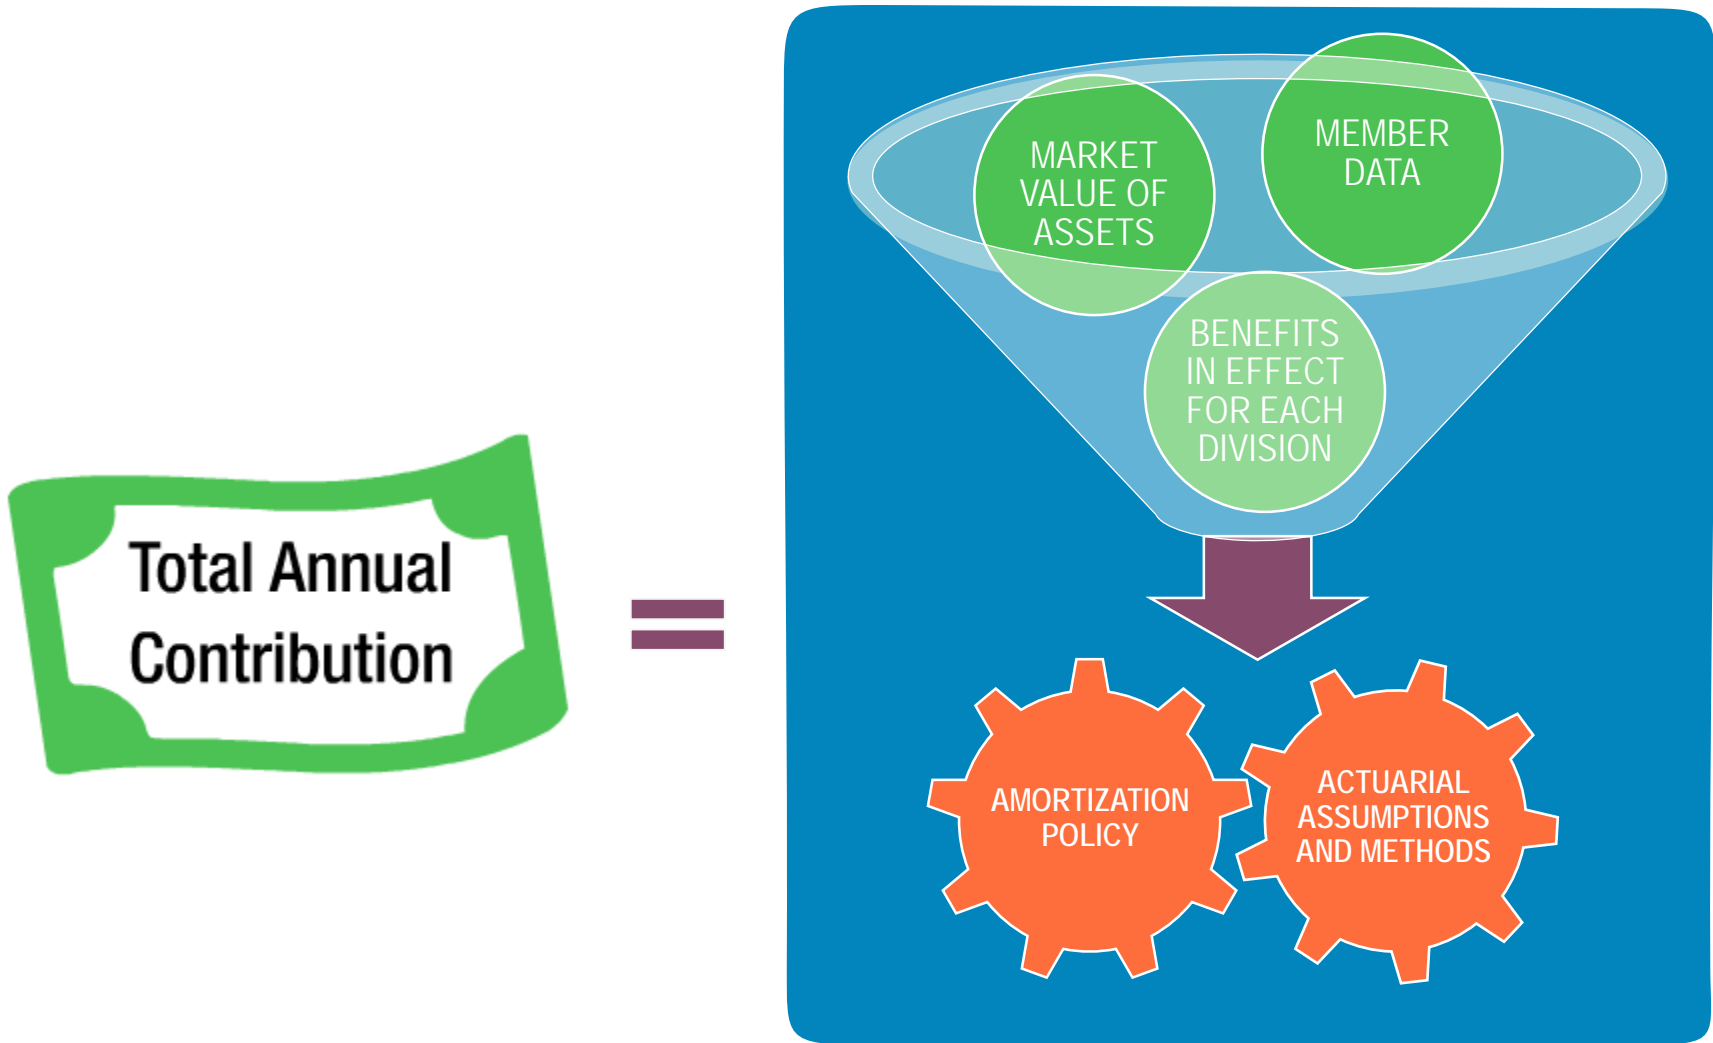 Total Annual
Contribution
=
MARKET
VALUE OF
ASSETS
MEMBER
DATA
BENEFITS
IN EFFECT
FOR EACH
DIVISION
AMORTIZATION
POLICY
ACTUARIAL
ASSUMPTIONS
AND METHODS